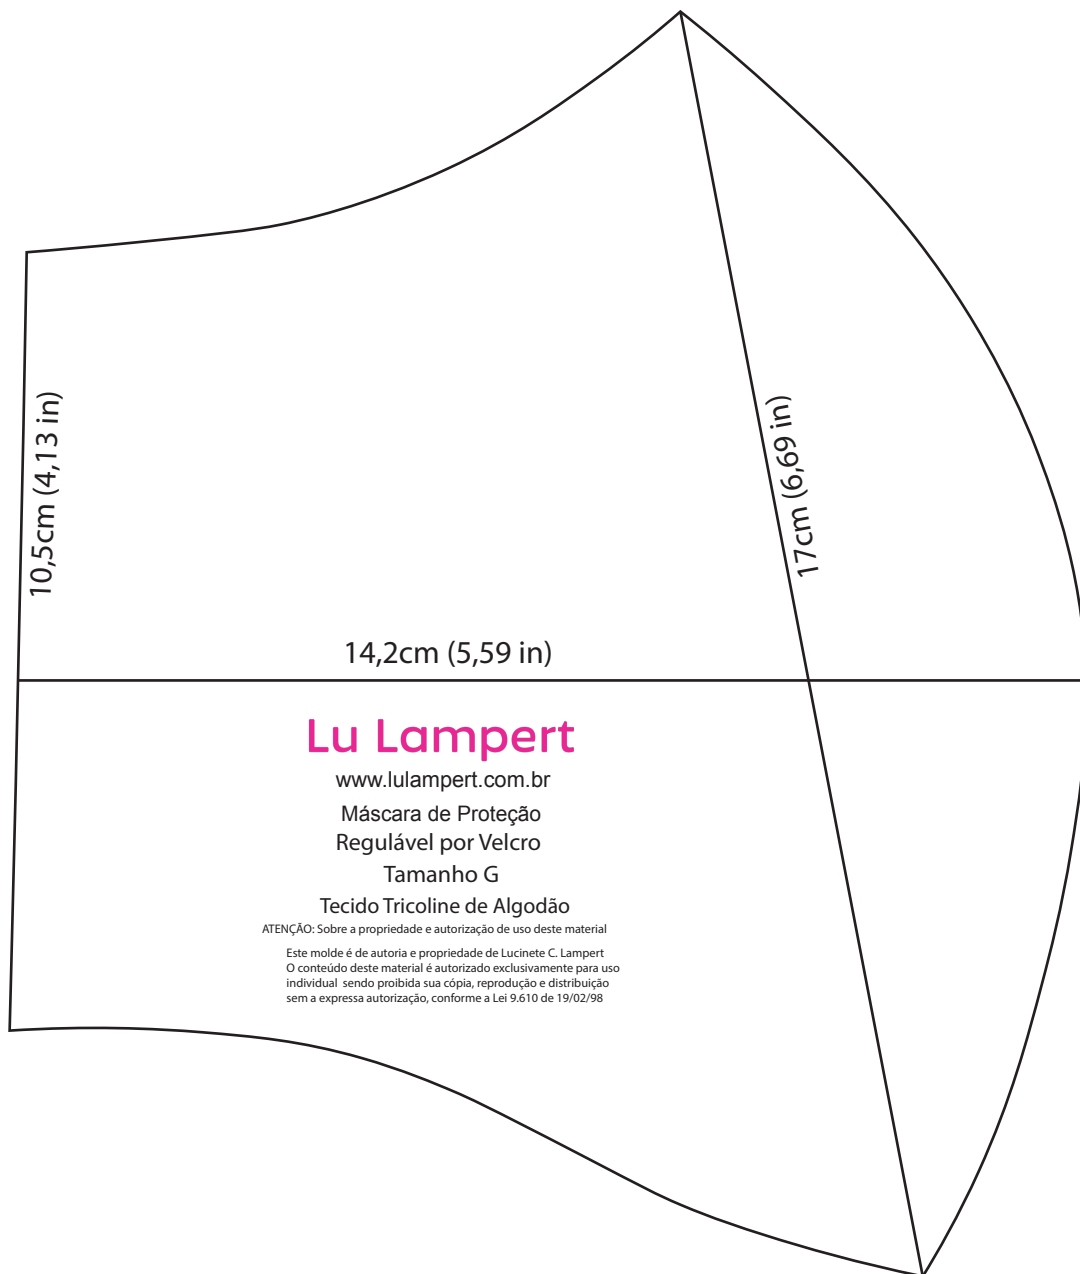 10,5cm (4,13 in)
17cm (6,69 in)
14,2cm (5,59 in)
Lu Lampert
www.lulampert.com.br
Máscara de Proteção
Regulável por Velcro
Tamanho G
Tecido Tricoline de Algodão
ATENÇÃO: Sobre a propriedade e autorização de uso deste material
Este molde é de autoria e propriedade de Lucinete C. Lampert
O conteúdo deste material é autorizado exclusivamente para uso
individual sendo proibida sua cópia, reprodução e distribuição
sem a expressa autorização, conforme a Lei 9.610 de 19/02/98